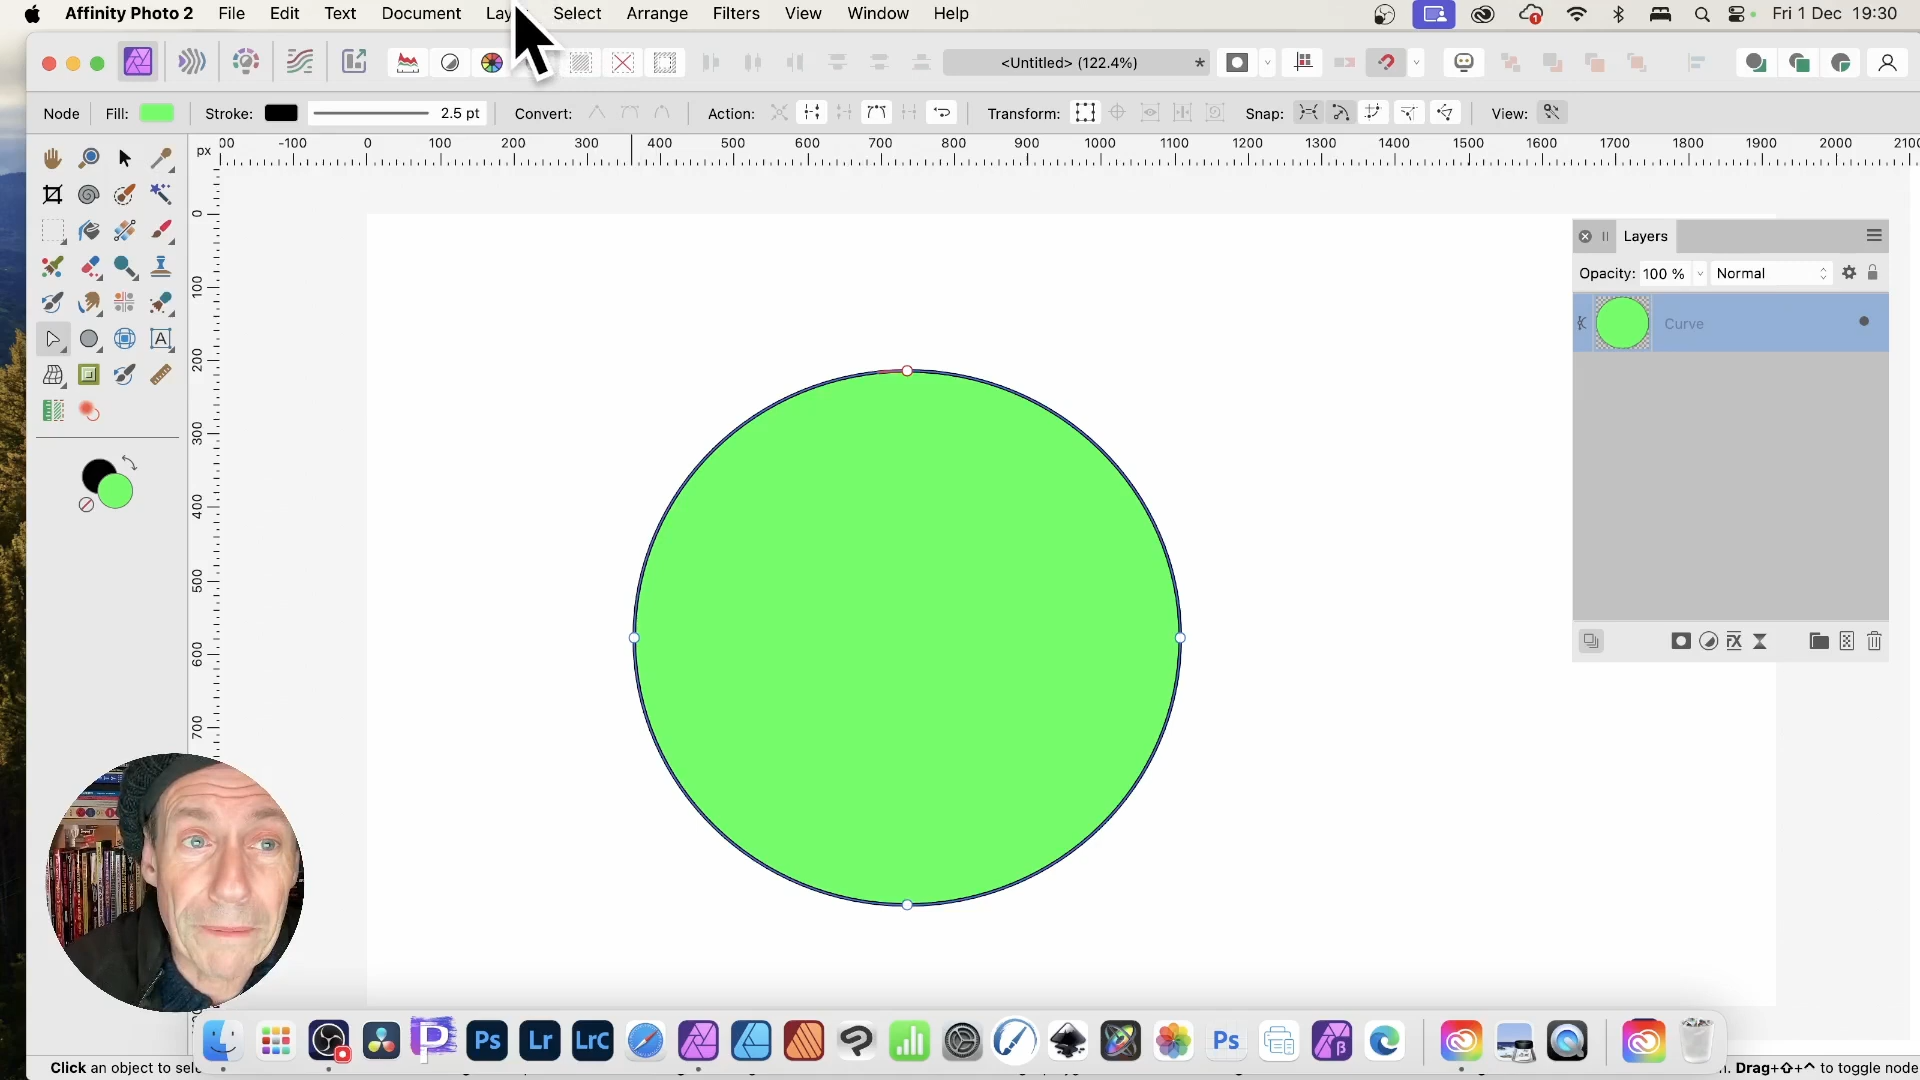 Affinity Photo 2 File Edit Text Document Select Arrange Filters View Window Help Fri 1 Dec 19:30
<Untitled> (122.4%) *
Node Fill: Stroke: 2.5 pt Convert: Action: Transform: Snap: View:
px -100 0 100 200 300 400 500 600 700 800 900 1000 1100 1200 1300 1400 1500 1600 1700 1800 1900 2000
0
100
200
300
400
500
600
700
Layers
Opacity: 100 % Normal
Curve
A
Ps Lr LrC Ps
Click an object to
Drag+⇧+^ to toggle node